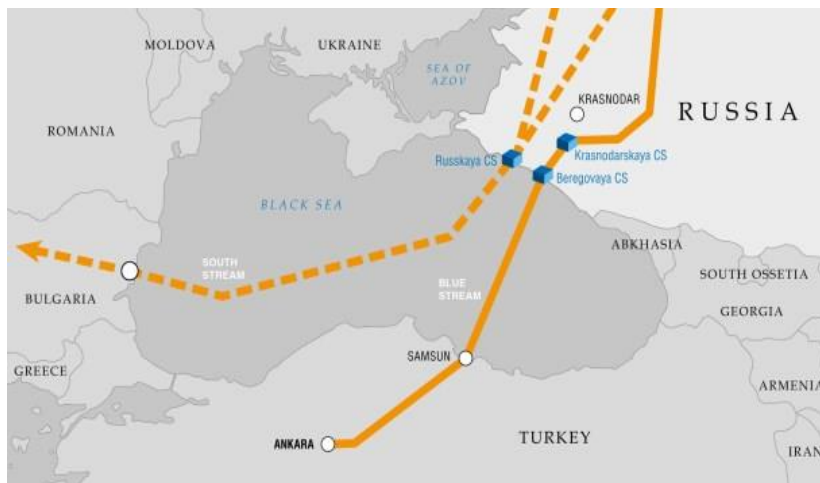 MOLDOVA
UKRAINE
SEA OF
AZOV
KRASNODAR
RUSSIA
ROMANIA
Russkaya CS
Krasnodarskaya CS
Beregovaya CS
BLACK SEA
ABKHASIA
SOUTH
STREAM
SOUTH OSSETIA
BULGARIA
BLUE
STREAM
GEORGIA
SAMSUN
GREECE
ARMENIA
ANKARA
TURKEY
IRAN